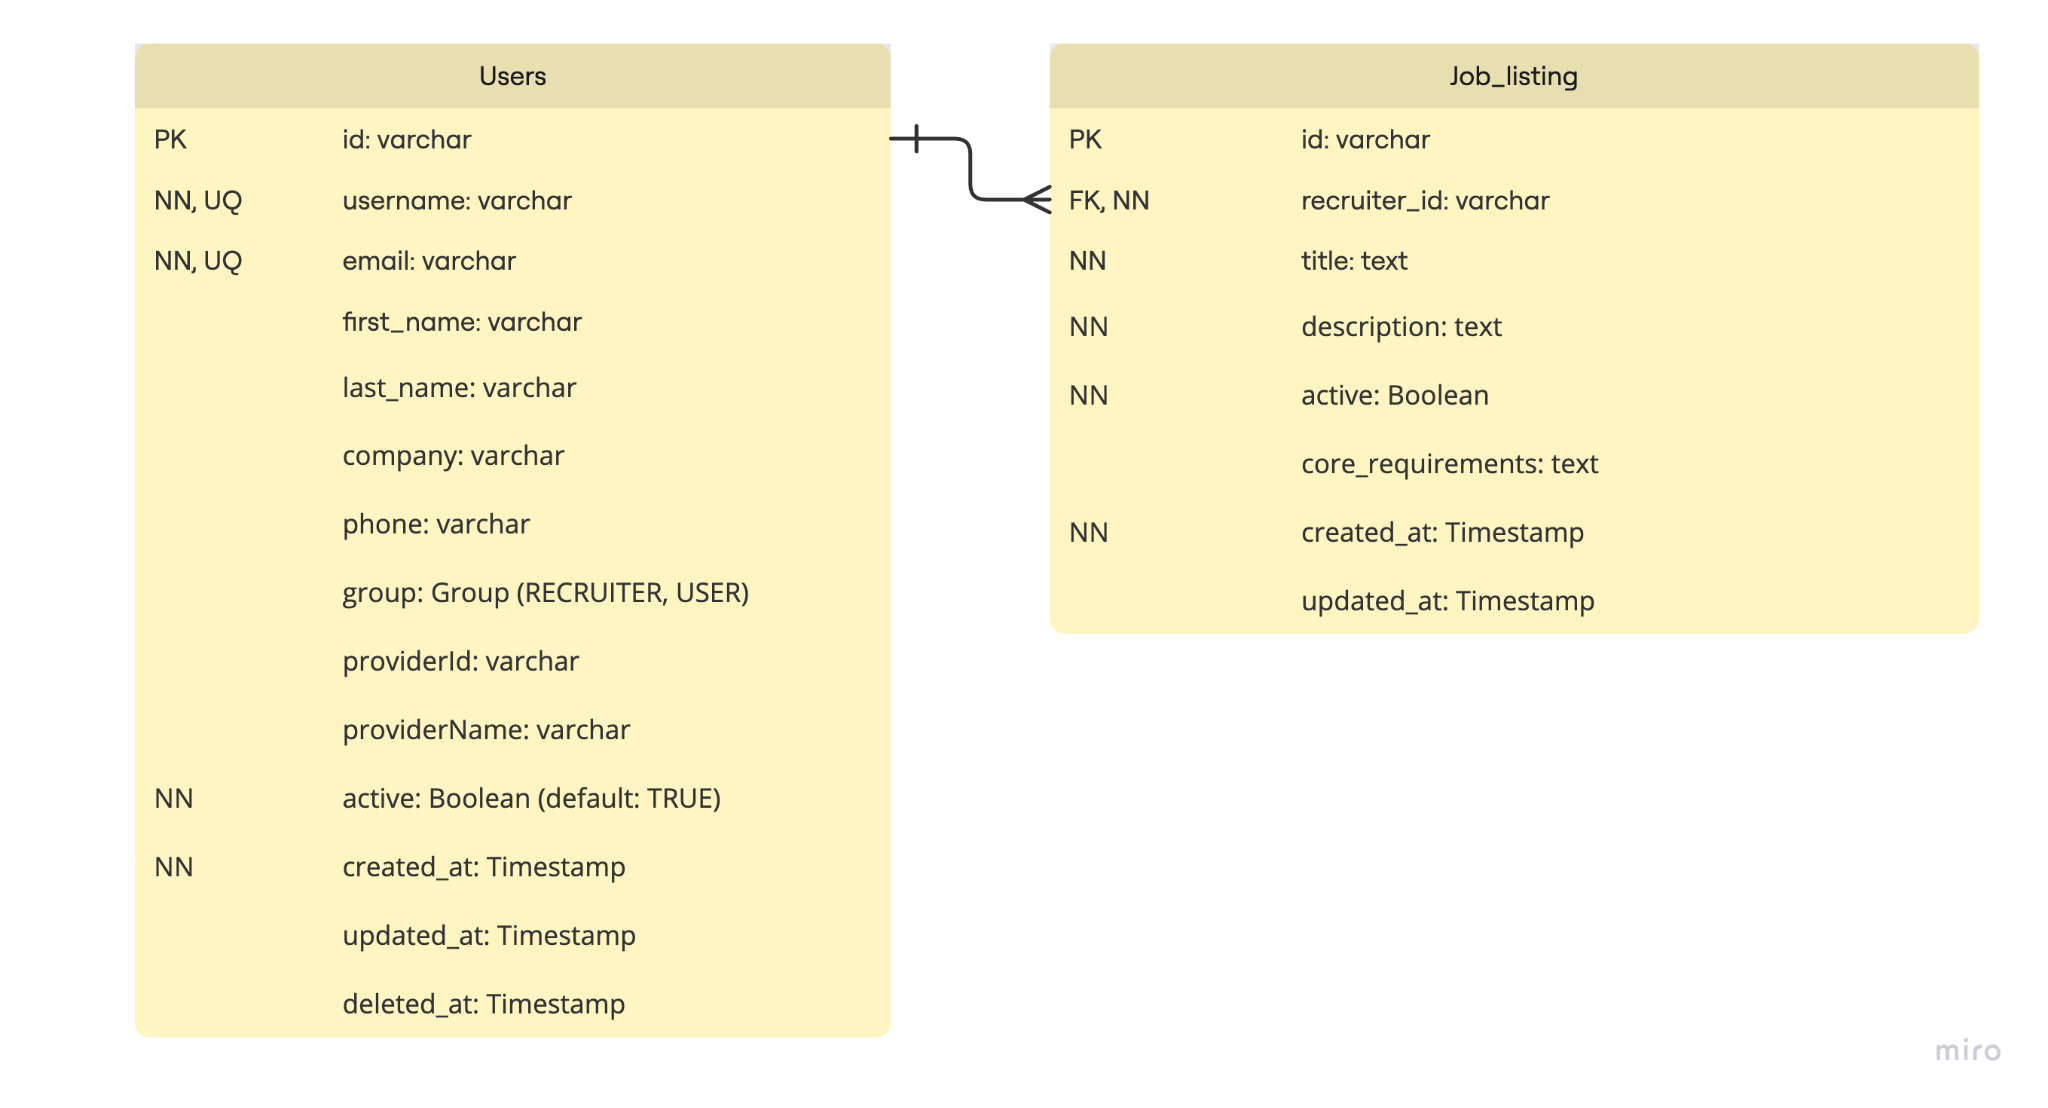 Users
PK id: varchar
NN, UQ username: varchar
NN, UQ email: varchar
first_name: varchar
last_name: varchar
company: varchar
phone: varchar
group: Group (RECRUITER, USER)
providerId: varchar
providerName: varchar
NN active: Boolean (default: TRUE)
NN created_at: Timestamp
updated_at: Timestamp
deleted_at: Timestamp
Job_listing
PK id: varchar
FK, NN recruiter_id: varchar
NN title: text
NN description: text
NN active: Boolean
core_requirements: text
NN created_at: Timestamp
updated_at: Timestamp
miro